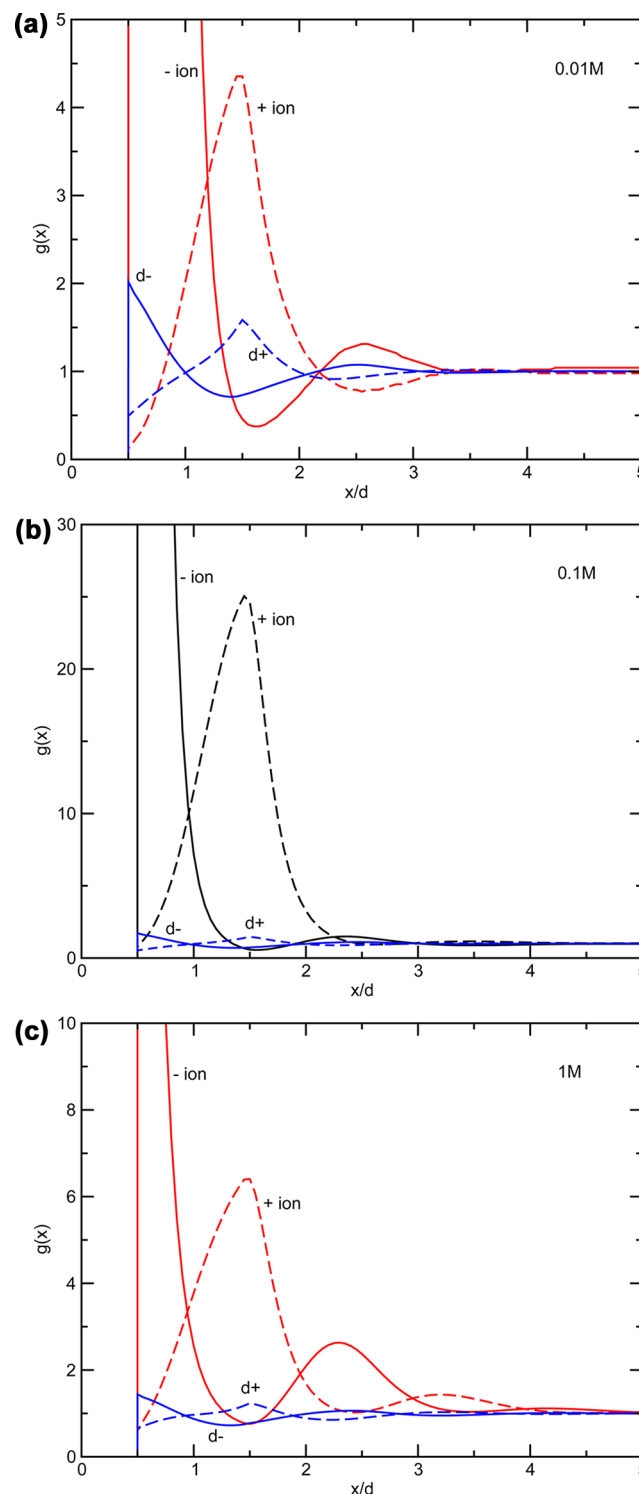 (a)
5
- ion
0.01M
+ ion
4
3
g(x)
d-
2
d+
1
0
0 1 2 3 4 5
x/d
(b)
30
- ion
0.1M
+ ion
20
g(x)
10
d- d+
0
0 1 2 3 4 5
x/d
(c)
10
- ion
1M
8
+ ion
6
g(x)
4
2
d+
d-
0
0 1 2 3 4 5
x/d